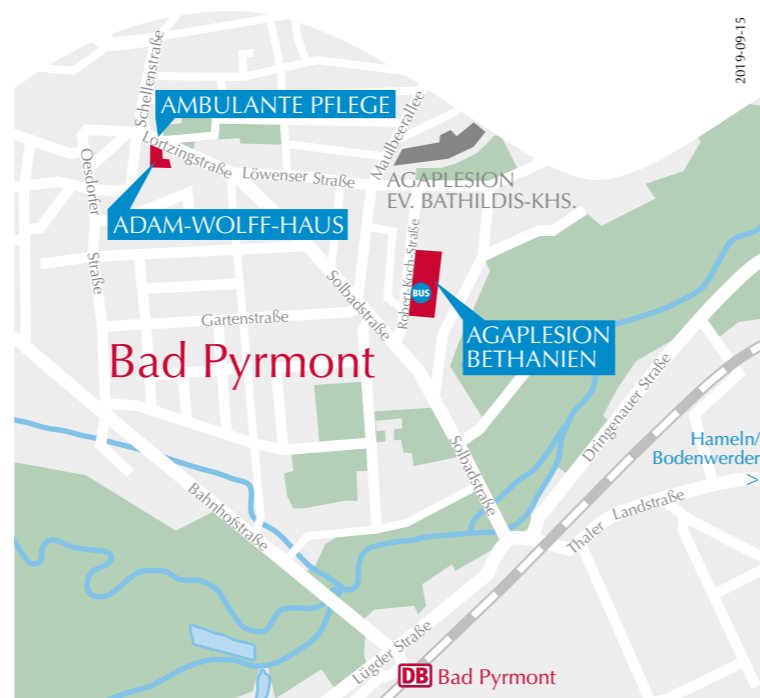 2019-09-15
Schellenstraße
AMBULANTE PFLEGE
Maulbeerallee
Lortzingstraße
Oesdorfer
Straße
Löwenser Straße
AGAPLESION
EV. BATHILDIS-KHS.
ADAM-WOLFF-HAUS
Robert-Koch-Straße
Solbadstraße
BUS
Gartenstraße
AGAPLESION
BETHANIEN
Bad Pyrmont
Dringenauer Straße
Hameln/
Bodenwerder
>
Solbadstraße
Bahnhofstraße
Thaler Landstraße
Lügder Straße
DB Bad Pyrmont